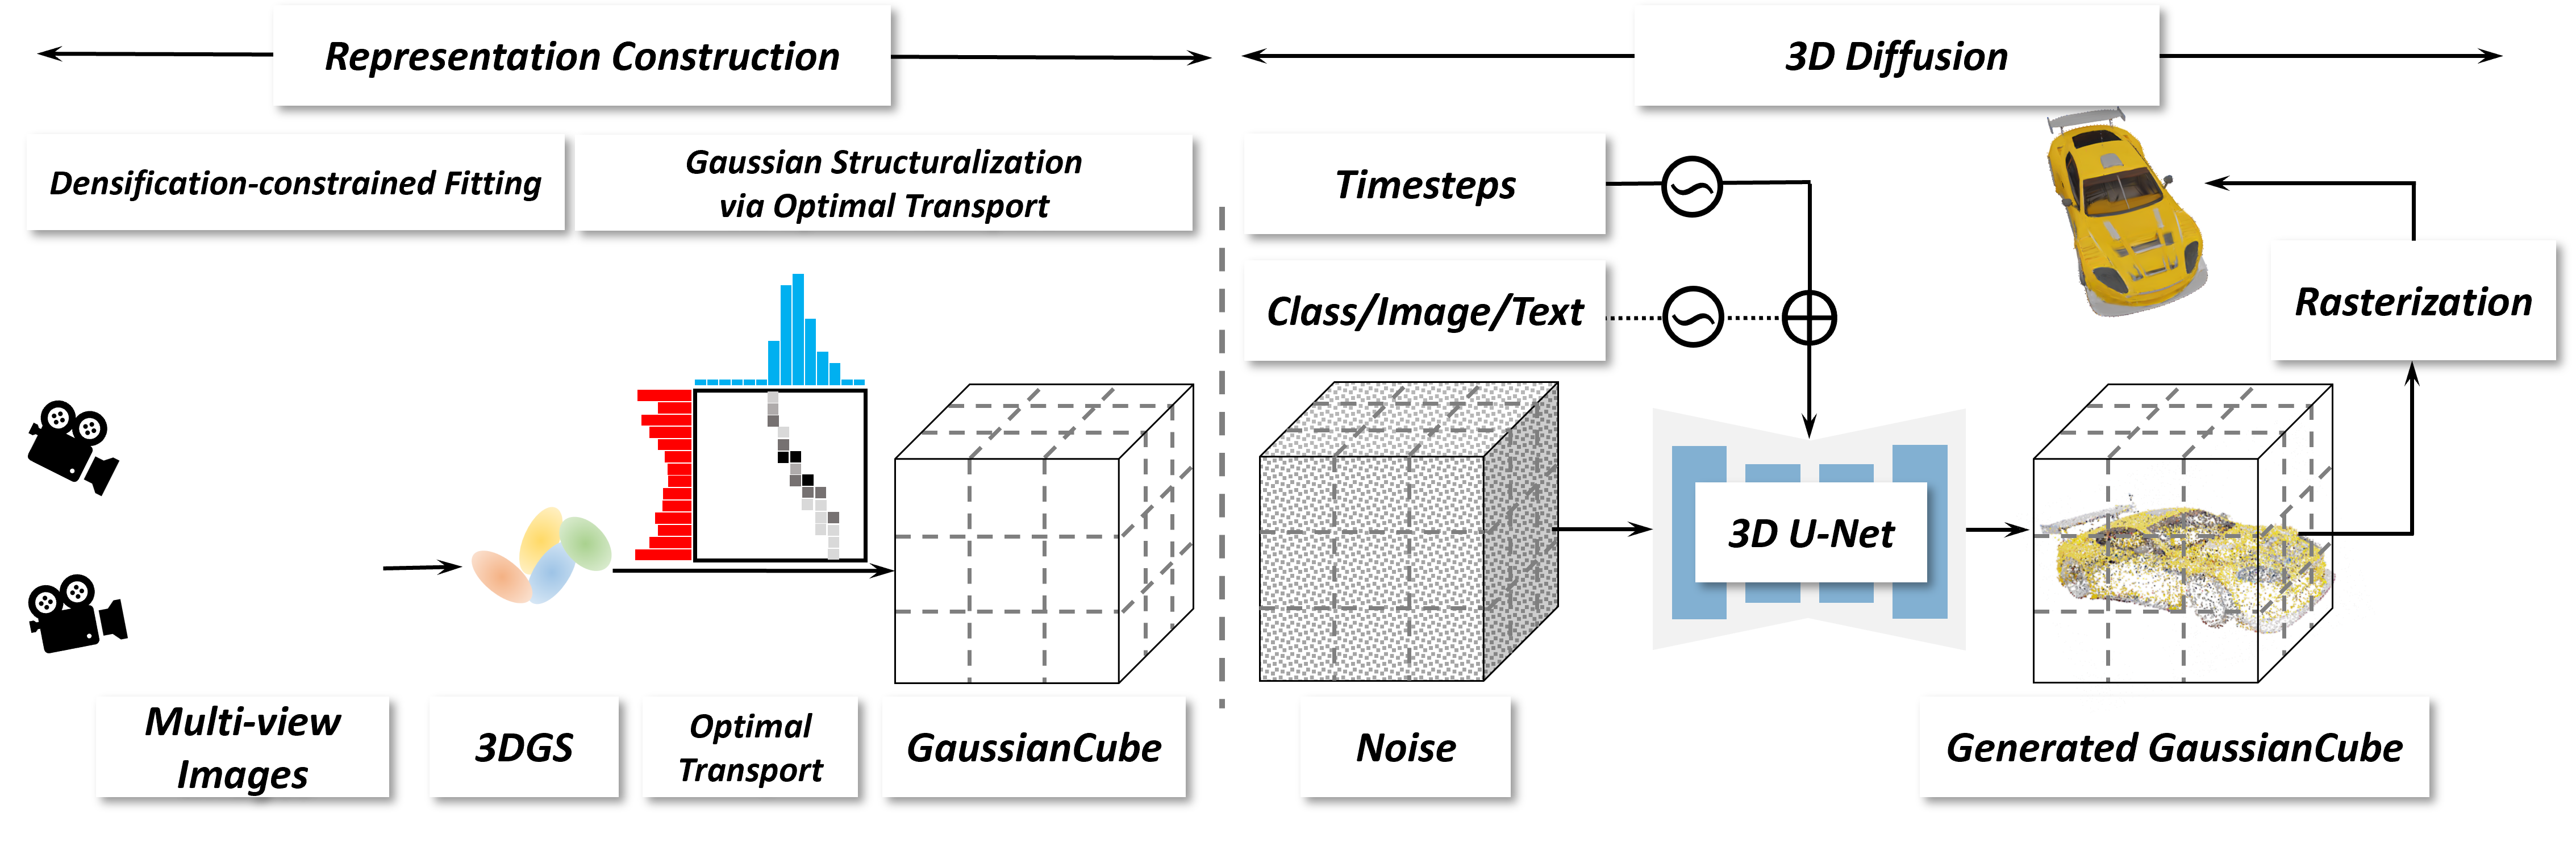 Representation Construction
3D Diffusion
Densification-constrained Fitting
Gaussian Structuralization
via Optimal Transport
Timesteps
Class/Image/Text
Rasterization
3D U-Net
Multi-view
Images
3DGS
Optimal
Transport
GaussianCube
Noise
Generated GaussianCube